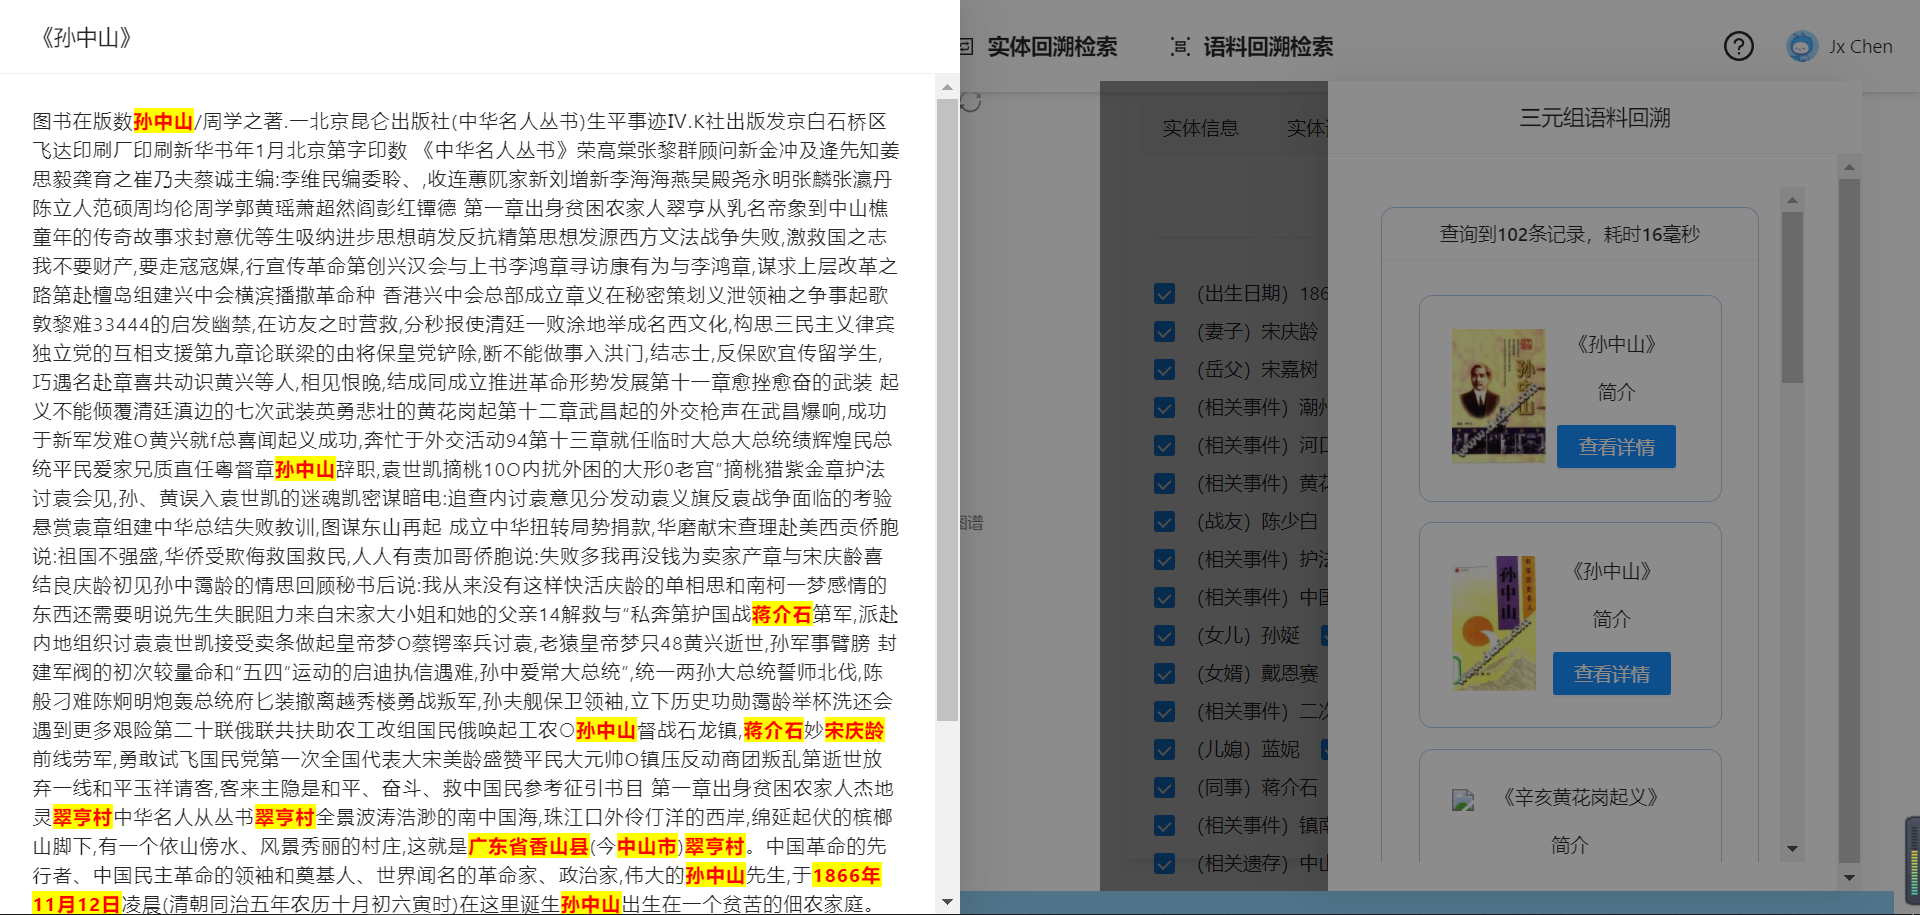 《孙中山》
图书在版数孙中山/周学之著.一北京昆仑出版社(中华名人丛书)生平事迹Ⅳ.K社出版发京白石桥区
飞达印刷厂印刷新华书年1月北京第字印数 《中华名人丛书》荣高棠张黎群顾问新金冲及逄先知姜
思毅龚育之崔乃夫蔡诚主编:李维民编委聆、,收连蕙阢家新刘增新李海海燕吴殿尧永明张麟张瀛丹
陈立人范硕周均伦周学郭黄瑶萧超然阎彭红镡德 第一章出身贫困农家人翠亨从乳名帝象到中山樵
童年的传奇故事求封意优等生吸纳进步思想萌发反抗精第思想发源西方文法战争失败,激救国之志
我不要财产,要走寇寇媒,行宣传革命第创兴汉会与上书李鸿章寻访康有为与李鸿章,谋求上层改革之
路第赴檀岛组建兴中会横滨播撒革命种 香港兴中会总部成立章义在秘密策划义泄领袖之争事起歌
敦黎难33444的启发幽禁,在访友之时营救,分秒报使清廷一败涂地举成名西文化,构思三民主义律宾
独立党的互相支援第九章论联梁的由将保皇党铲除,断不能做事入洪门,结志士,反保欧宣传留学生,
巧遇名赴章喜共动识黄兴等人,相见恨晚,结成同成立推进革命形势发展第十一章愈挫愈奋的武装 起
义不能倾覆清廷滇边的七次武装英勇悲壮的黄花岗起第十二章武昌起的外交枪声在武昌爆响,成功
于新军发难O黄兴就f总喜闻起义成功,奔忙于外交活动94第十三章就任临时大总大总统绩辉煌民总
统平民爱家兄质直任粤督章孙中山辞职,袁世凯摘桃10O内扰外困的大形0老宫"摘桃猎紫金章护法
讨袁会见,孙、黄误入袁世凯的迷魂凯密谋暗电:追查内讨袁意见分发动袁义旗反袁战争面临的考验
悬赏袁章组建中华总结失败教训,图谋东山再起 成立中华扭转局势捐款,华磨献宋查理赴美西贡侨胞
说:祖国不强盛,华侨受欺侮救国救民,人人有责加哥侨胞说:失败多我再没钱为卖家产章与宋庆龄喜
结良庆龄初见孙中霭龄的情思回顾秘书后说:我从来没有这样快活庆龄的单相思和南柯一梦感情的
东西还需要明说先生失眠阻力来自宋家大小姐和她的父亲14解救与"私奔第护国战蒋介石第军,派赴
内地组织讨袁袁世凯接受卖条做起皇帝梦O蔡锷率兵讨袁,老猿皇帝梦只48黄兴逝世,孙军事臂膀 封
建军阀的初次较量命和"五四"运动的启迪执信遇难,孙中爱常大总统",统一两孙大总统誓师北伐,陈
般刁难陈炯明炮轰总统府匕装撤离越秀楼勇战叛军,孙夫舰保卫领袖,立下历史功勋霭龄举杯洗还会
遇到更多艰险第二十联俄联共扶助农工改组国民俄唤起工农O孙中山督战石龙镇,蒋介石妙宋庆龄
前线劳军,勇敢试飞国民党第一次全国代表大宋美龄盛赞平民大元帅O镇压反动商团叛乱第逝世放
弃一线和平玉祥请客,客来主隐是和平、奋斗、救中国民参考征引书目 第一章出身贫困农家人杰地
灵翠亨村中华名人从丛书翠亨村全景波涛浩渺的南中国海,珠江口外伶仃洋的西岸,绵延起伏的槟榔
山脚下,有一个依山傍水、风景秀丽的村庄,这就是广东省香山县(今中山市)翠亨村。中国革命的先
行者、中国民主革命的领袖和奠基人、世界闻名的革命家、政治家,伟大的孙中山先生,于1866年
11月12日凌晨(清朝同治五年农历十月初六寅时)在这里诞生孙中山出生在一个贫苦的佃农家庭。
实体回溯检索
语料回溯检索
Jx Chen
图谱
实体信息
实体
(出生日期) 186
(妻子) 宋庆龄
(岳父) 宋嘉树
(相关事件) 潮州
(相关事件) 河口
(相关事件) 黄花
(战友) 陈少白
(相关事件) 护法
(相关事件) 中国
(女儿) 孙娫
(女婿) 戴恩赛
(相关事件) 二次
(儿媳) 蓝妮
(同事) 蒋介石
(相关事件) 镇南
(相关遗存) 中山
三元组语料回溯
查询到102条记录，耗时16毫秒
孙中山
《孙中山》
简介
查看详情
孙中山
《孙中山》
简介
查看详情
《辛亥黄花岗起义》
简介